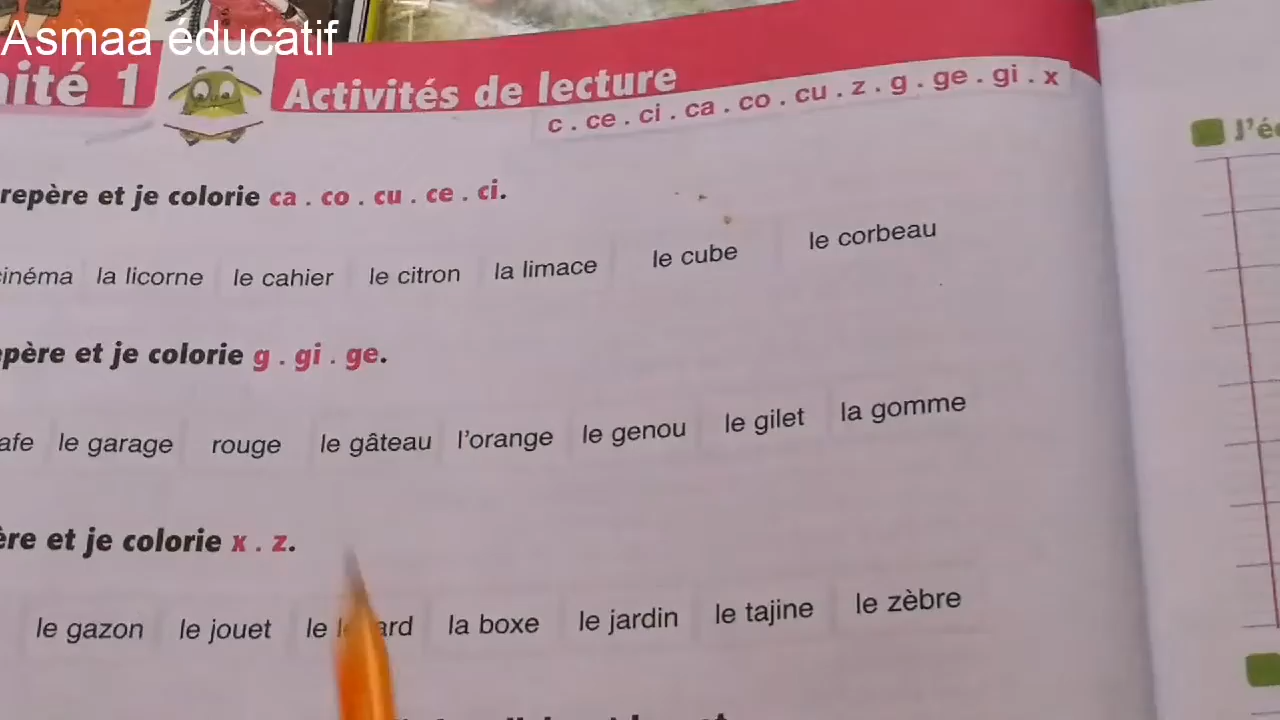 Asmaa éducatif
ité 1
Activités de lecture
c . ce . ci . ca . co . cu . z . g . ge . gi . x
repère et je colorie ca . co . cu . ce . ci.
cinéma la licorne le cahier le citron la limace le cube le corbeau
père et je colorie g . gi . ge.
afe le garage rouge le gâteau l'orange le genou le gilet la gomme
ère et je colorie x . z.
le gazon le jouet le la boxe le jardin le tajine le zèbre
J'é